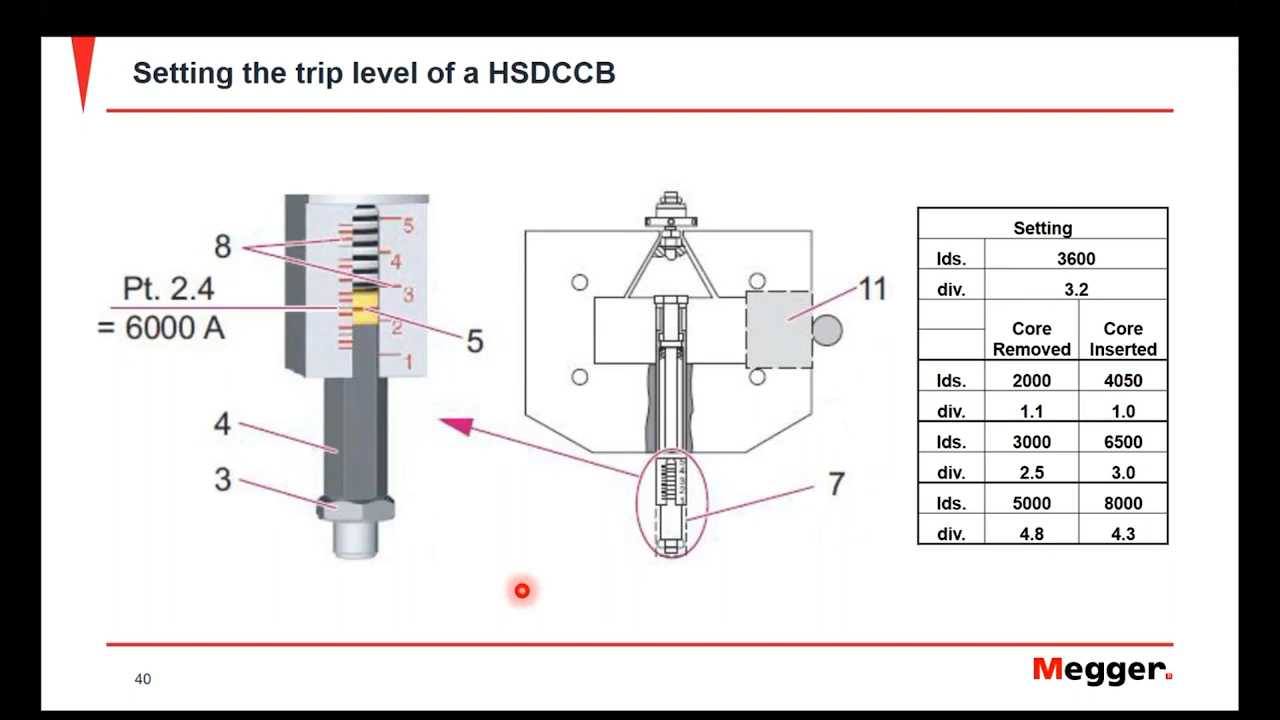 Setting the trip level of a HSDCCB
8
Pt. 2.4
= 6000 A
5
4
3
2
1
5
4
3
11
7
Setting
Ids. 3600
div. 3.2
Core Removed Core Inserted
Ids. 2000 4050
div. 1.1 1.0
Ids. 3000 6500
div. 2.5 3.0
Ids. 5000 8000
div. 4.8 4.3
40
Megger